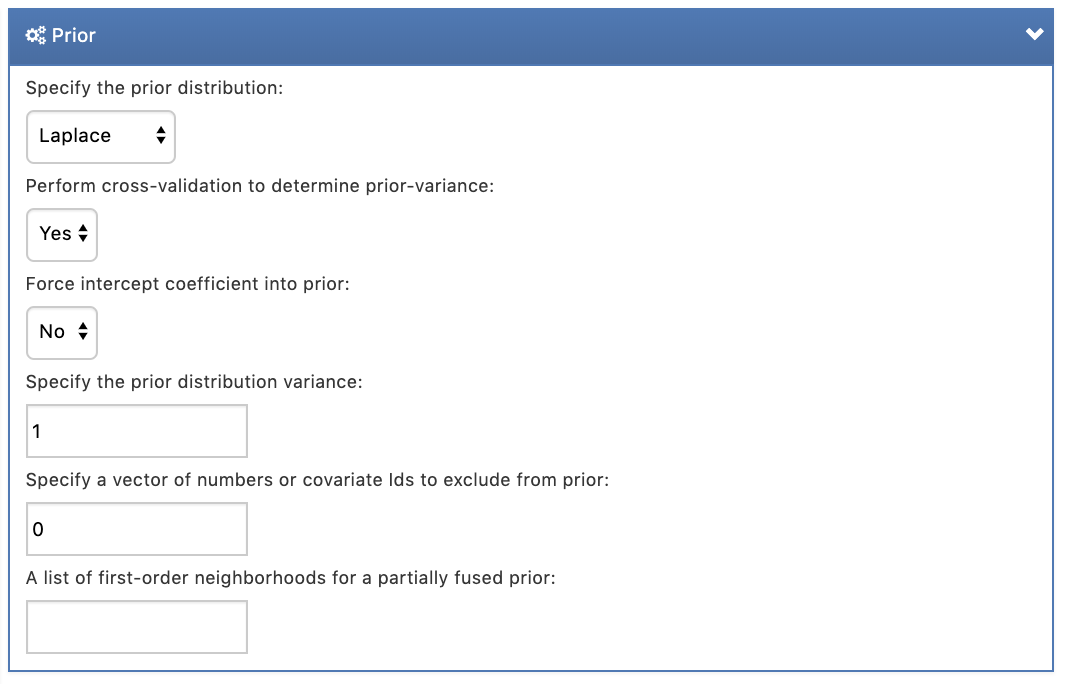 Prior
Specify the prior distribution:
Laplace
Perform cross-validation to determine prior-variance:
Yes
Force intercept coefficient into prior:
No
Specify the prior distribution variance:
1
Specify a vector of numbers or covariate Ids to exclude from prior:
0
A list of first-order neighborhoods for a partially fused prior: